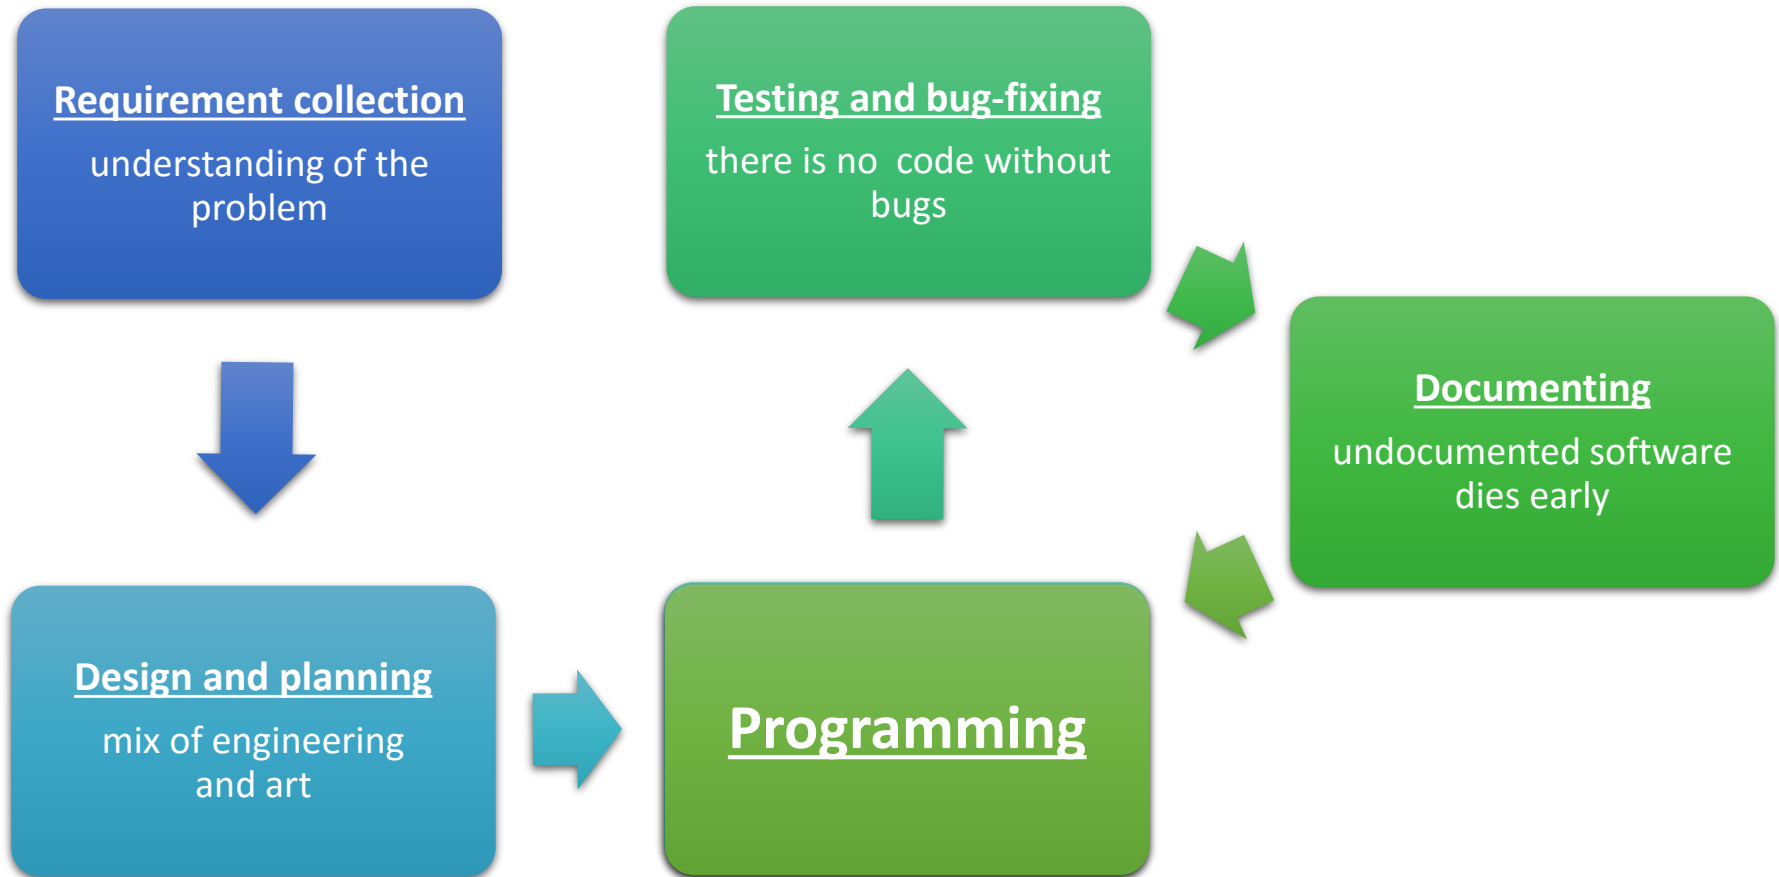 Requirement collection
understanding of the
problem
Design and planning
mix of engineering
and art
Programming
Testing and bug-fixing
there is no  code without
bugs
Documenting
undocumented software
dies early